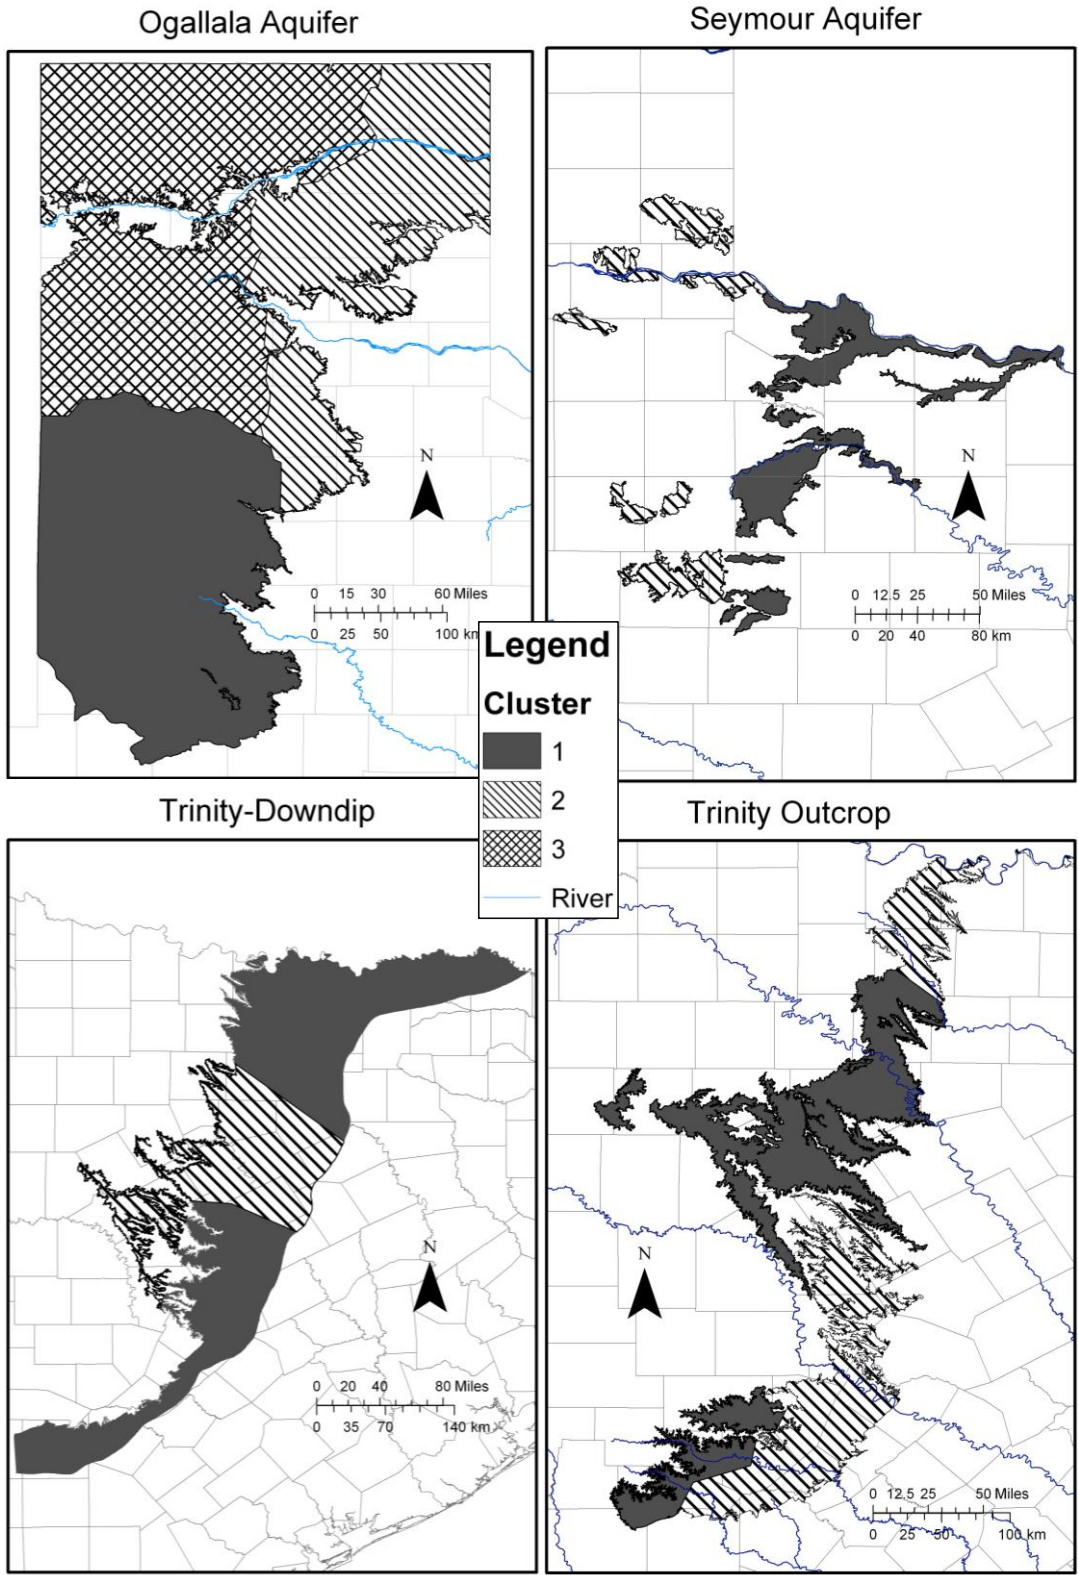 Ogallala Aquifer
Seymour Aquifer
N
N
0 15 30 60 Miles
0 25 50 100 km
0 12.5 25 50 Miles
0 20 40 80 km
Legend
Cluster
1
2
3
River
Trinity-Downdip
Trinity Outcrop
N
N
0 20 40 80 Miles
0 35 70 140 km
0 12.5 25 50 Miles
0 25 50 100 km